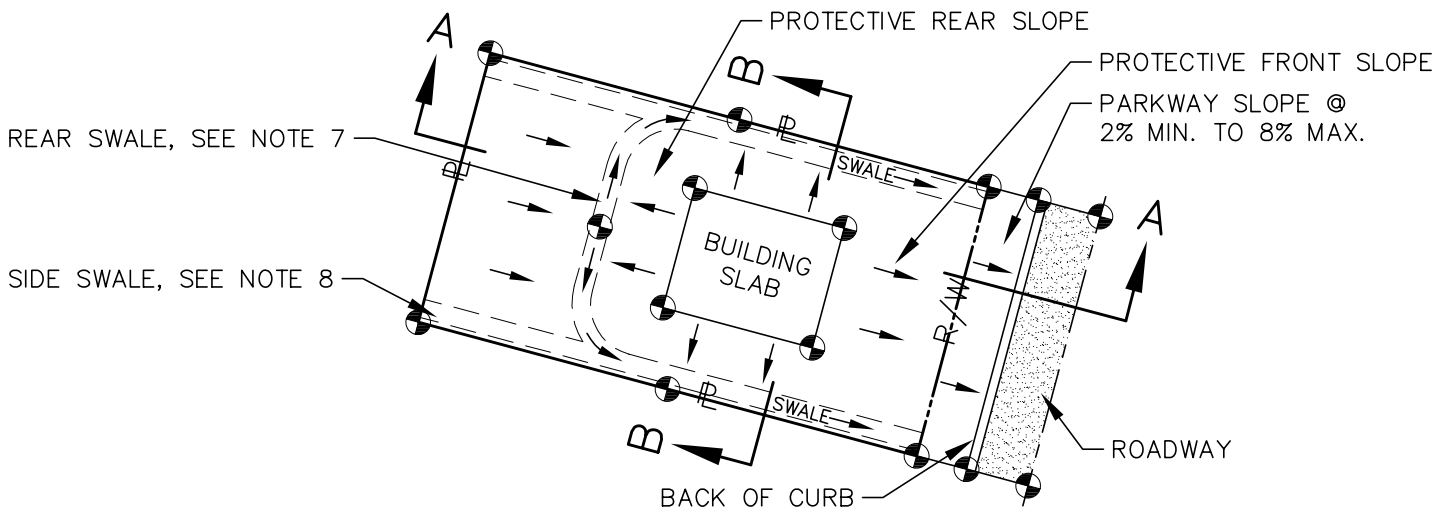 PROTECTIVE REAR SLOPE
A
B
PROTECTIVE FRONT SLOPE
PARKWAY SLOPE @
2% MIN. TO 8% MAX.
REAR SWALE, SEE NOTE 7
PL
PL
SWALE
A
BUILDING
SLAB
SIDE SWALE, SEE NOTE 8
R/W
PL
SWALE
B
ROADWAY
BACK OF CURB